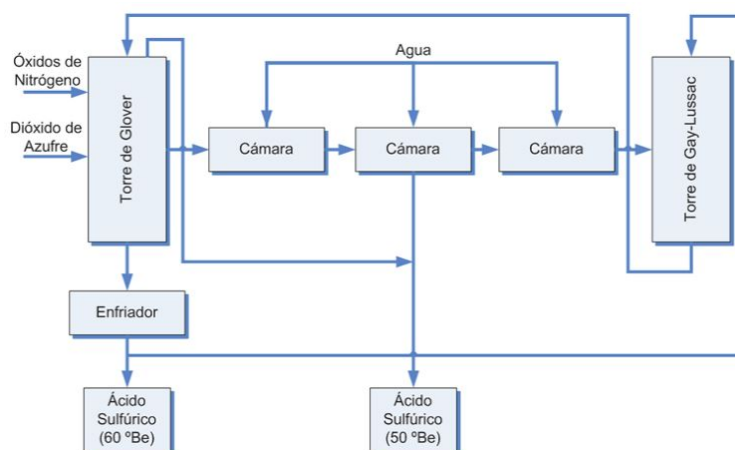 Óxidos de
Nitrógeno
Dióxido de
Azufre
Torre de Glover
Agua
Cámara
Cámara
Cámara
Torre de Gay-Lussac
Enfriador
Ácido
Sulfúrico
(60 ºBe)
Ácido
Sulfúrico
(50 ºBe)